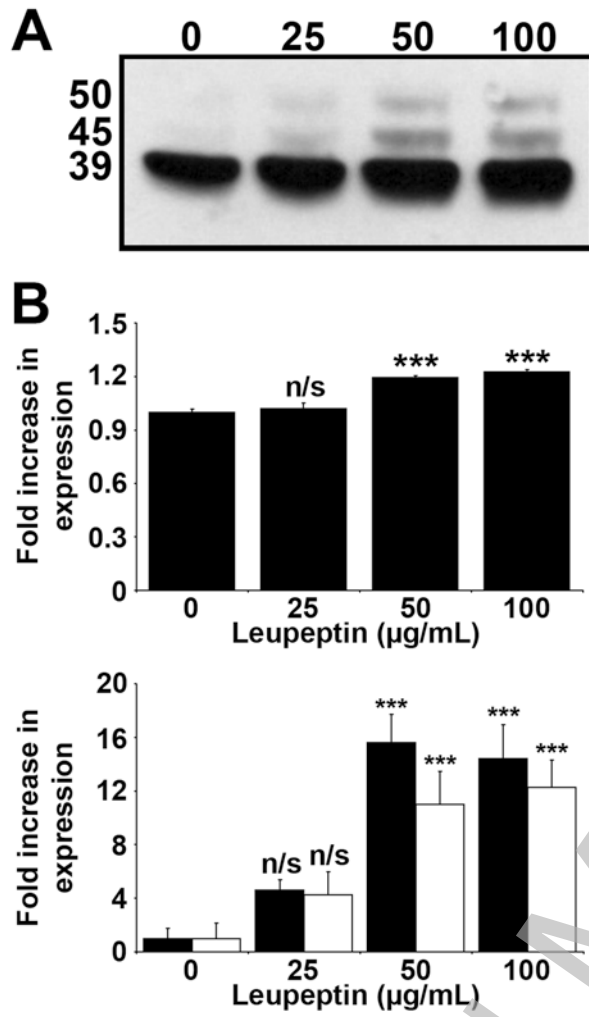 A
0 25 50 100
50
45
39
B
1.5
1.2
0.9
0.6
0.3
0
Fold increase in
expression
n/s
***
***
0 25 50 100
Leupeptin (µg/mL)
20
16
12
8
4
0
Fold increase in
expression
n/s n/s
***
***
***
***
0 25 50 100
Leupeptin (µg/mL)